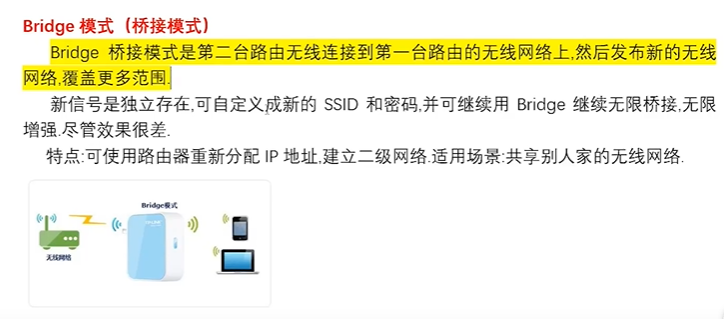 Bridge 模式（桥接模式）
Bridge 桥接模式是第二台路由无线连接到第一台路由的无线网络上,然后发布新的无线
网络,覆盖更多范围.
新信号是独立存在,可自定义成新的 SSID 和密码,并可继续用 Bridge 继续无限桥接,无限
增强.尽管效果很差.
特点:可使用路由器重新分配 IP 地址,建立二级网络.适用场景:共享别人家的无线网络.
Bridge模式
无线网络